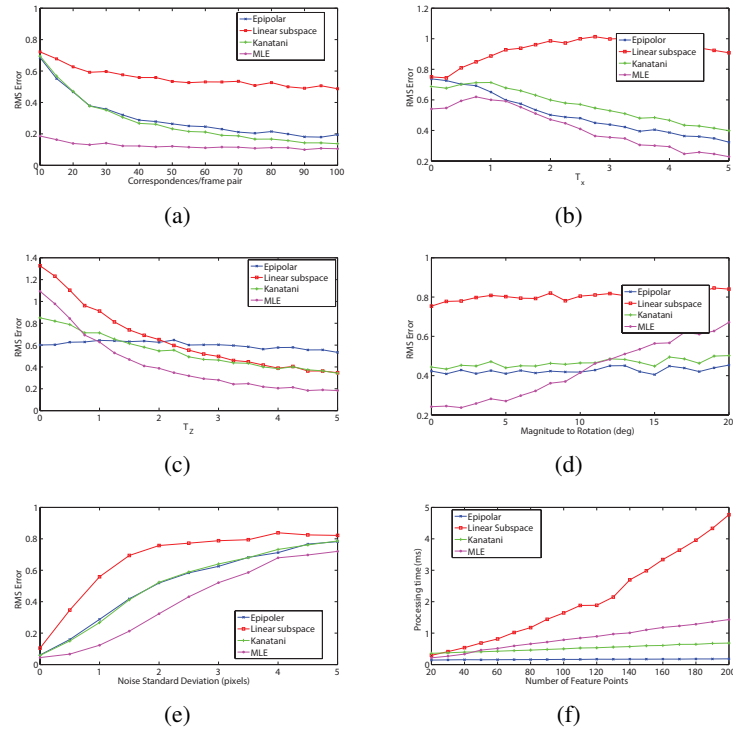 1
0.8
0.6
0.4
0.2
0
10 20 30 40 50 60 70 80 90 100
RMS Error
Correspondences/frame pair
Epipolar
Linear subspace
Kanatani
MLE
(a)
1.2
1
0.8
0.6
0.4
0.2
0 1 2 3 4 5
RMS Error
Tx
Epipolor
Linear subspace
Kanatani
MLE
(b)
1.4
1.2
1
0.8
0.6
0.4
0.2
0
0 1 2 3 4 5
RMS Error
TZ
Epipolar
Linear subspace
Kanatani
MLE
(c)
1
0.8
0.6
0.4
0.2
0 5 10 15 20
RMS Error
Magnitude to Rotation (deg)
Epipolar
Linear subspace
Kanatani
MLE
(d)
1
0.8
0.6
0.4
0.2
0
0 1 2 3 4 5
RMS Error
Noise Standard Deviation (pixels)
Epipoler
Linear subspace
Kanatani
MLE
(e)
5
4
3
2
1
0
20 40 60 80 100 120 140 160 180 200
Processing time (ms)
Number of Feature Points
Epipolar
Linear Subspace
Kanatani
MLE
(f)